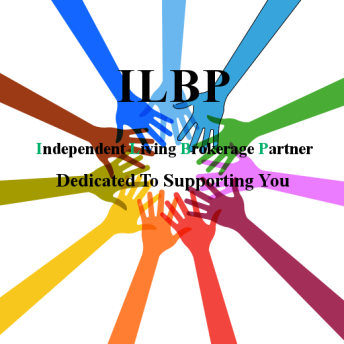 ILBP
Independent Living Brokerage Partner
Dedicated To Supporting You